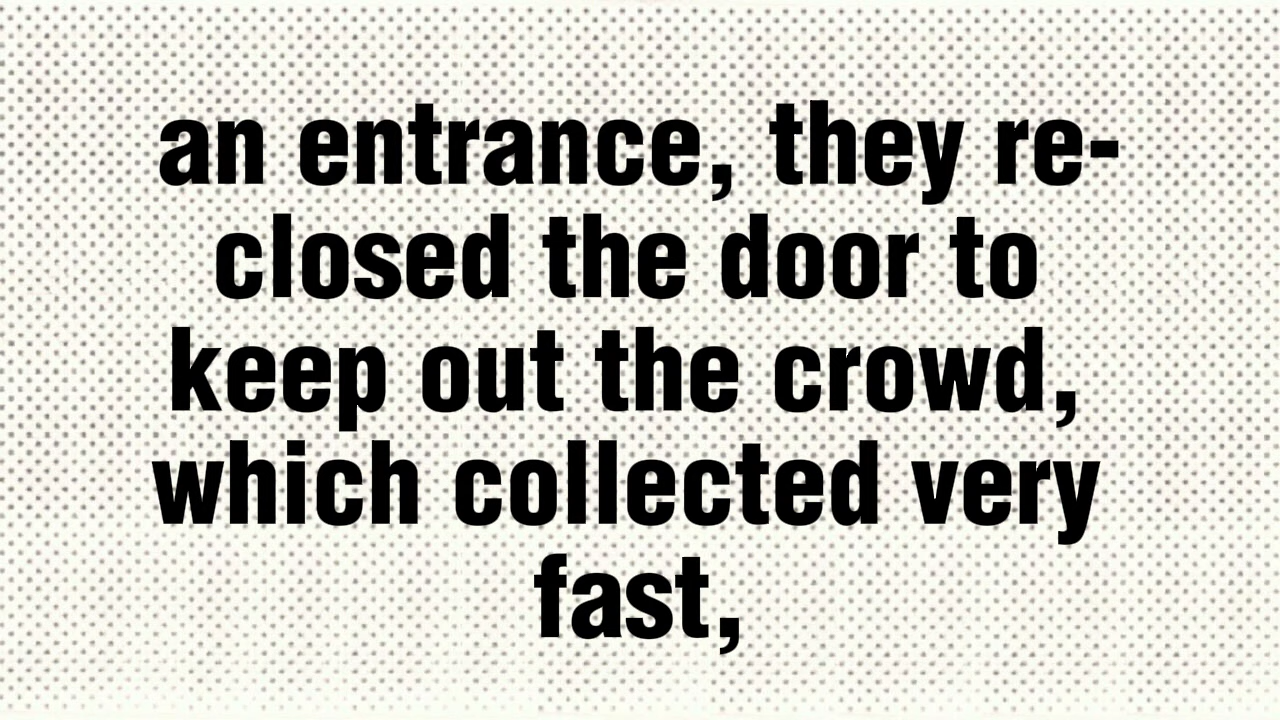 an entrance, they re-
closed the door to
keep out the crowd,
which collected very
fast,